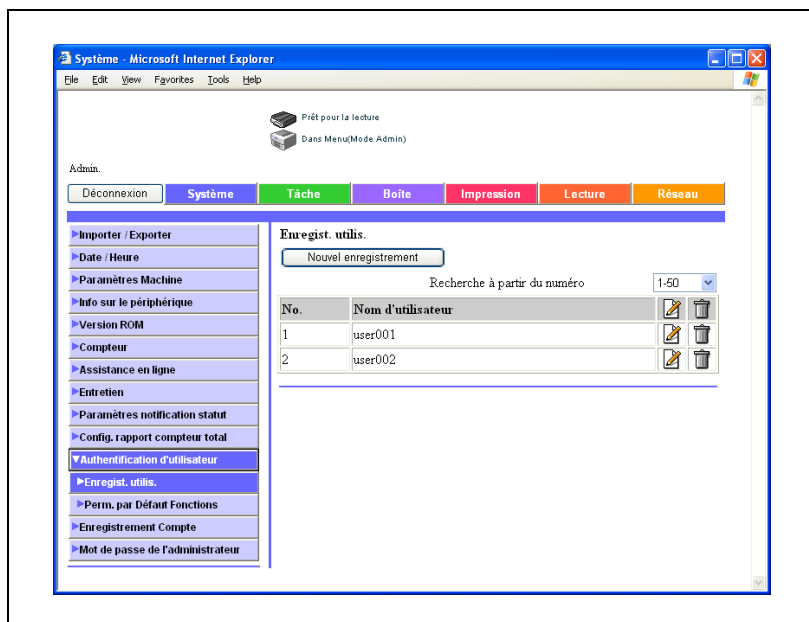 Système - Microsoft Internet Explorer
File Edit View Favorites Tools Help
Prêt pour la lecture
Dans Menu(Mode Admin)
Admin.
Déconnexion Système Tâche Boîte Impression Lecture Réseau
Importer / Exporter
Date / Heure
Paramètres Machine
Info sur le périphérique
Version ROM
Compteur
Assistance en ligne
Entretien
Paramètres notification statut
Config. rapport compteur total
Authentification d'utilisateur
Enregist. utilis.
Perm. par Défaut Fonctions
Enregistrement Compte
Mot de passe de l'administrateur
Enregist. utilis.
Nouvel enregistrement
Recherche à partir du numéro 1-50
No. Nom d'utilisateur
1 user001
2 user002